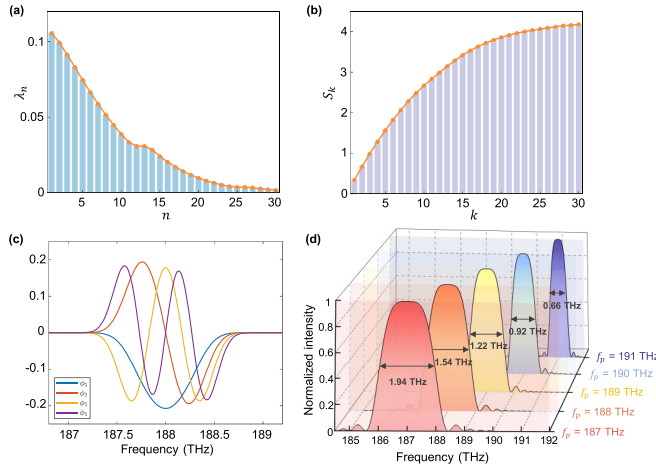 (a)
0.1
0.05
0
λn
5
10
15
20
25
30
n
(b)
4
3
2
1
0
Sk
5
10
15
20
25
30
k
(c)
0.2
0.1
0
-0.1
-0.2
187
187.5
188
188.5
189
Frequency (THz)
(d)
Normalized intensity
1
0.8
0.6
0.4
0.2
0
1.94 THz
1.54 THz
1.22 THz
0.92 THz
0.66 THz
fp = 191 THz
fp = 190 THz
fp = 189 THz
fp = 188 THz
fp = 187 THz
185
186
187
188
189
190
191
192
Frequency (THz)